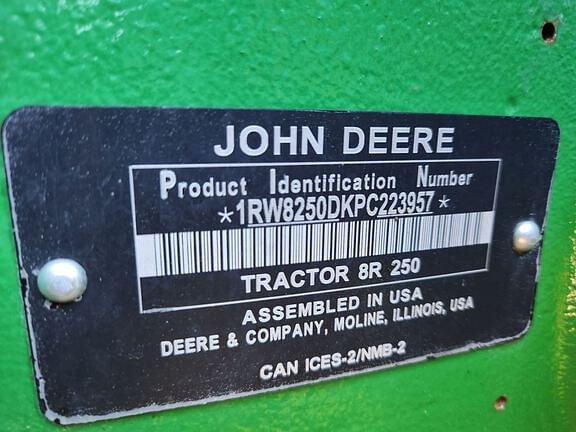 JOHN DEERE
Product Identification Number
*1RW8250DKPC223957*
TRACTOR 8R 250
ASSEMBLED IN USA
DEERE & COMPANY, MOLINE, ILLINOIS, USA
CAN ICES-2/NMB-2